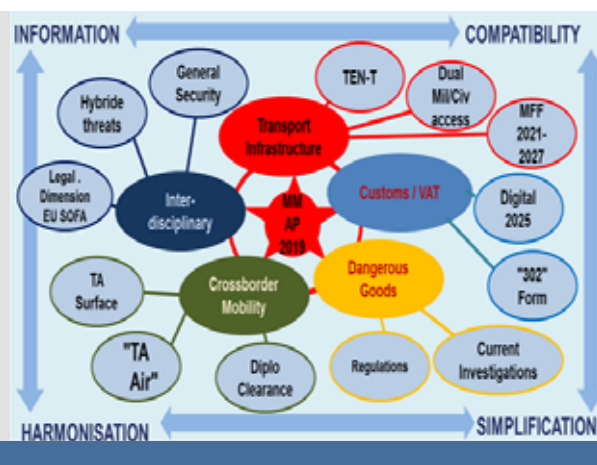 INFORMATION
COMPATIBILITY
General
Security
TEN-T
Dual
Mil/Civ
access
Hybride
threats
MFF
2021-
2027
Transport
Infrastructure
Legal .
Dimension
EU SOFA
Inter-
disciplinary
MM
AP
2019
Customs / VAT
Digital
2025
TA
Surface
Crossborder
Mobility
Dangerous
Goods
"302"
Form
"TA
Air"
Diplo
Clearance
Regulations
Current
Investigations
HARMONISATION
SIMPLIFICATION